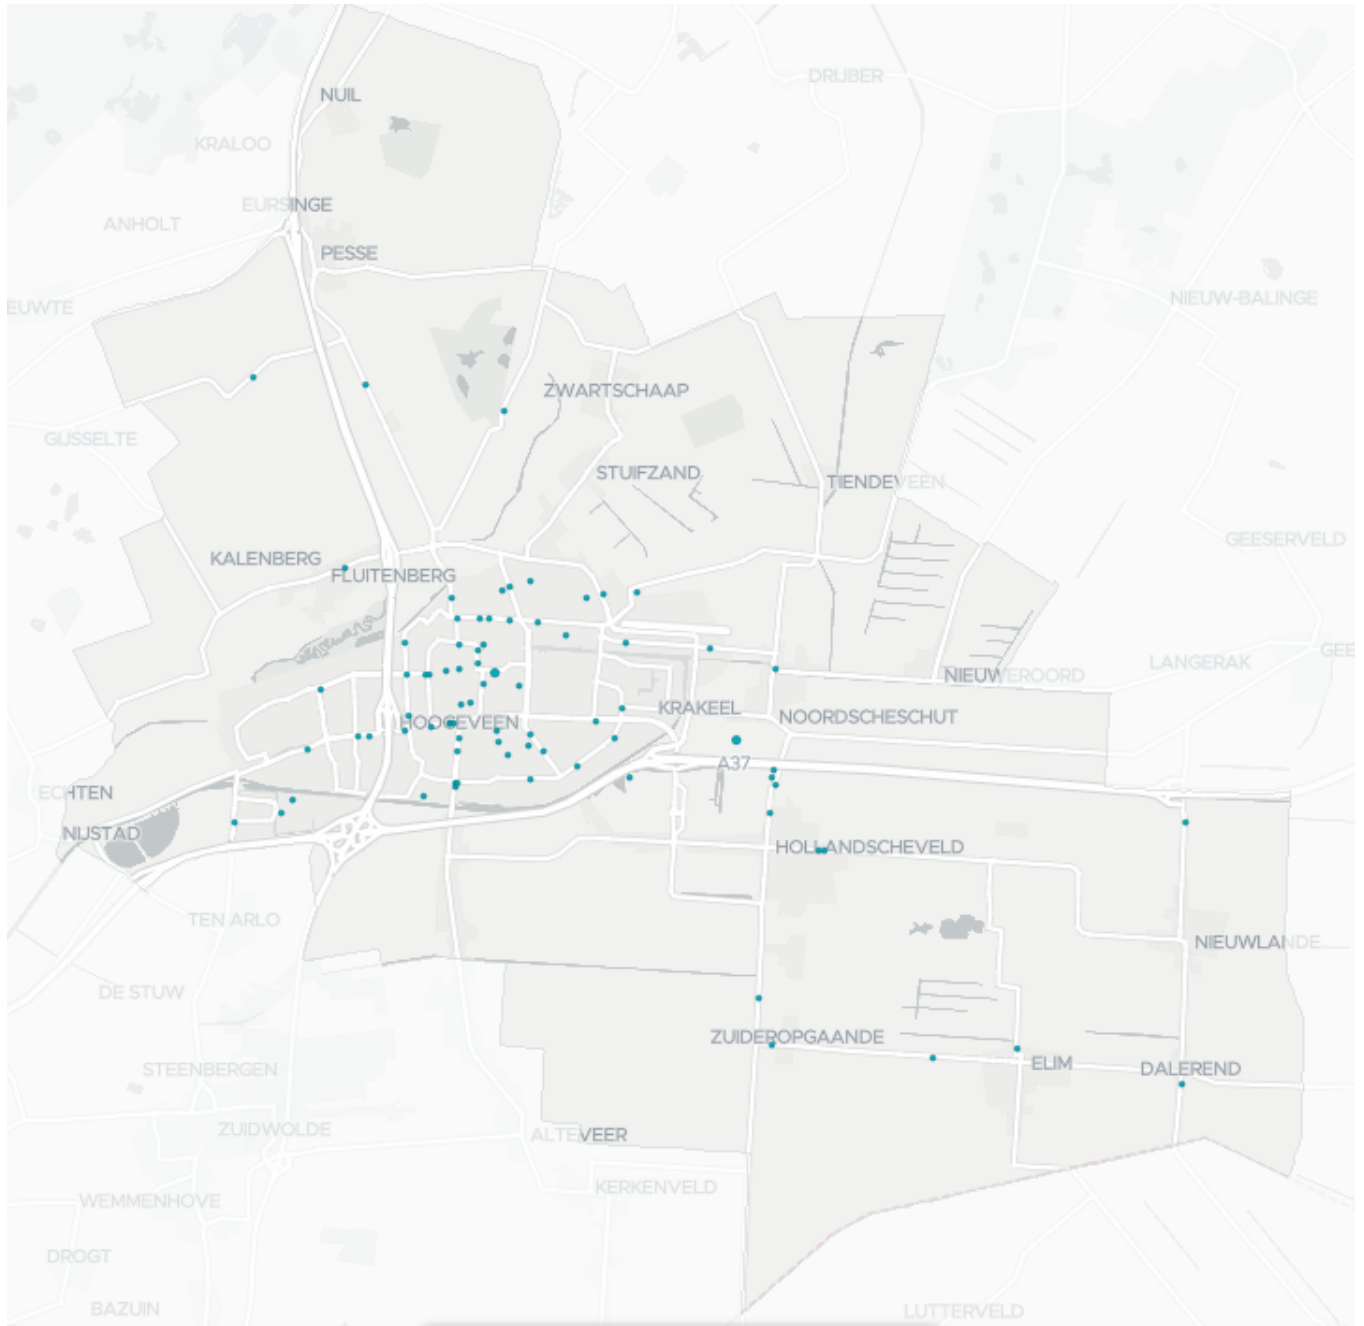 DRIJBER
NUIL
KRALOO
EURSINGE
ANHOLT
PESSE
NIEUW-BALINGE
EUWTE
ZWARTSCHAAP
GIJSSELTE
STUIFZAND
TIENDEVEEN
GEESERVELD
KALENBERG
FLUITENBERG
GEE
LANGERAK
NIEUWEROORD
KRAKEEL
NOORDSCHESCHUT
HOOGEVEEN
A37
ECHTEN
NIJSTAD
HOLLANDSCHEVELD
TEN ARLO
NIEUWLANDE
DE STUW
ZUIDEROPGAANDE
ELIM
DALEREND
STEENBERGEN
ZUIDWOLDE
ALTEVEER
KERKENVELD
WEMMENHOVE
DROGT
BAZUIN
LUTTERVELD